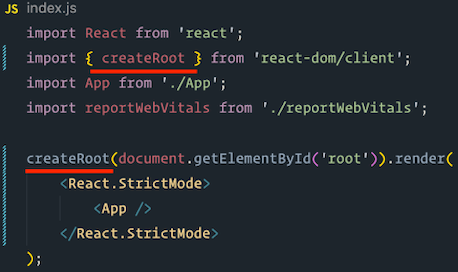 JS index.js
import React from 'react';
import { createRoot } from 'react-dom/client';
import App from './App';
import reportWebVitals from './reportWebVitals';
createRoot(document.getElementById('root')).render(
<React.StrictMode>
<App />
</React.StrictMode>
);